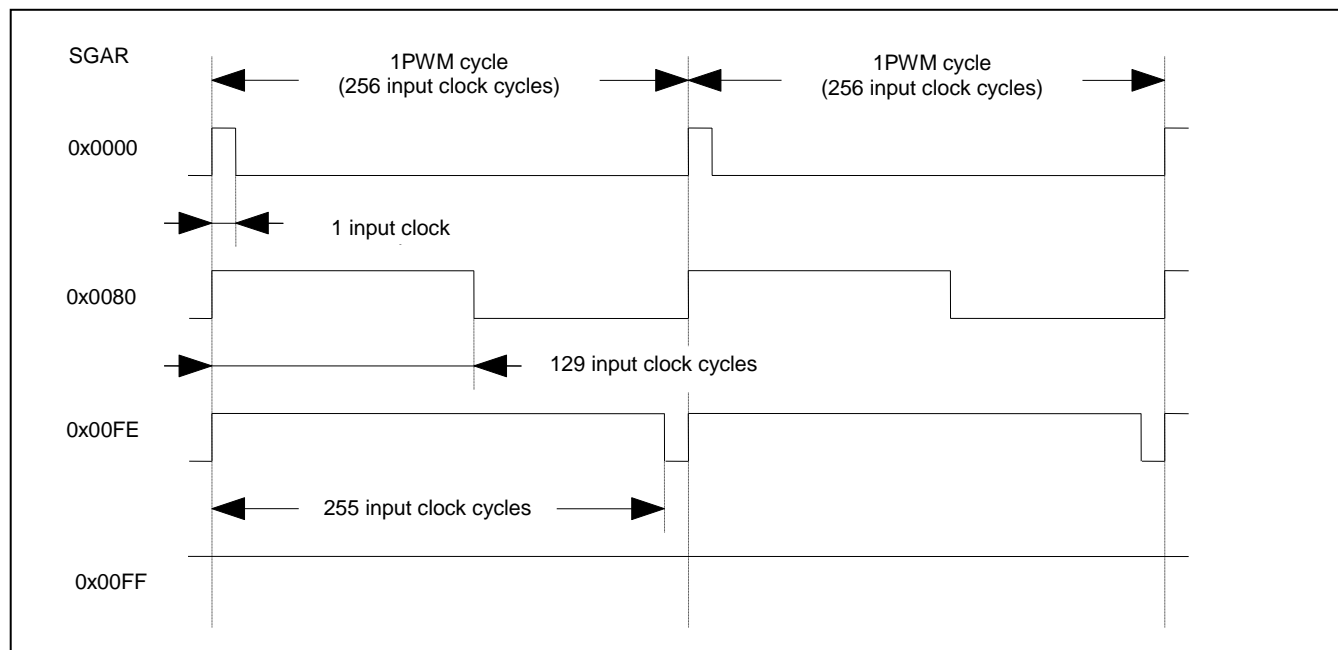 SGAR
1PWM cycle
(256 input clock cycles)
1PWM cycle
(256 input clock cycles)
0x0000
1 input clock
0x0080
129 input clock cycles
0x00FE
255 input clock cycles
0x00FF